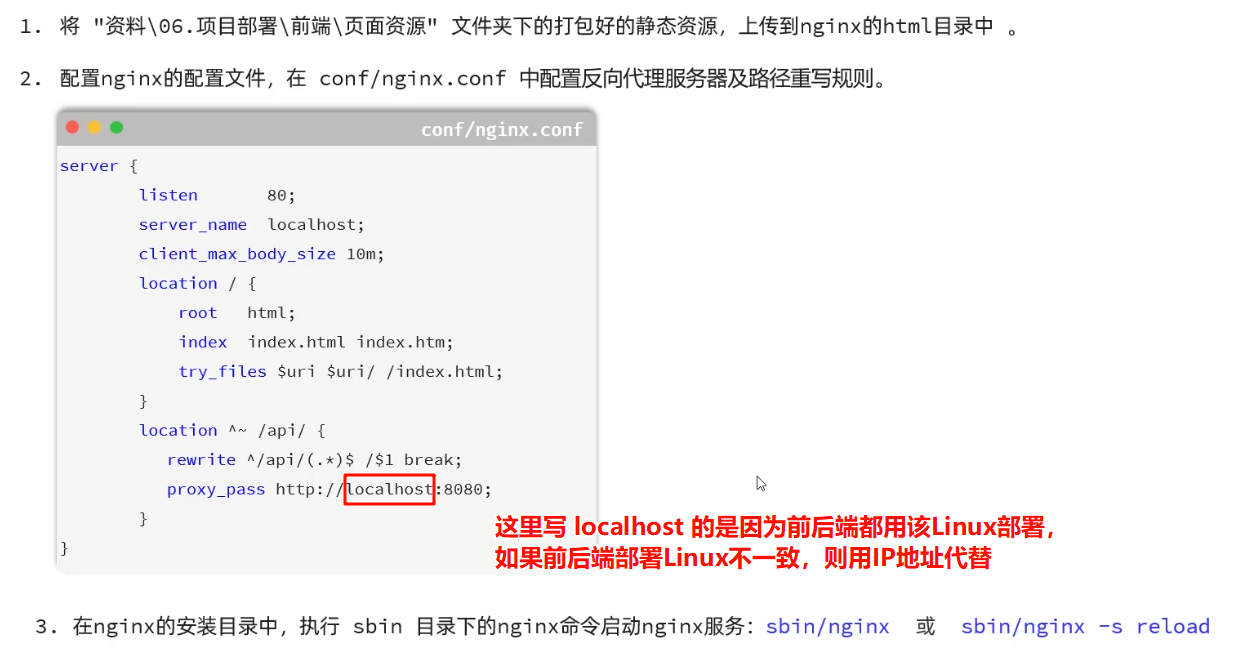 1. 将 "资料\06.项目部署\前端\页面资源" 文件夹下的打包好的静态资源，上传到nginx的html目录中 。
2. 配置nginx的配置文件，在 conf/nginx.conf 中配置反向代理服务器及路径重写规则。
conf/nginx.conf
server {
listen 80;
server_name localhost;
client_max_body_size 10m;
location / {
root html;
index index.html index.htm;
try_files $uri $uri/ /index.html;
}
location ^~ /api/ {
rewrite ^/api/(.*)$ /$1 break;
proxy_pass http://localhost:8080;
}
}
这里写 localhost 的是因为前后端都用该Linux部署，
如果前后端部署Linux不一致，则用IP地址代替
3. 在nginx的安装目录中，执行 sbin 目录下的nginx命令启动nginx服务：sbin/nginx 或 sbin/nginx -s reload